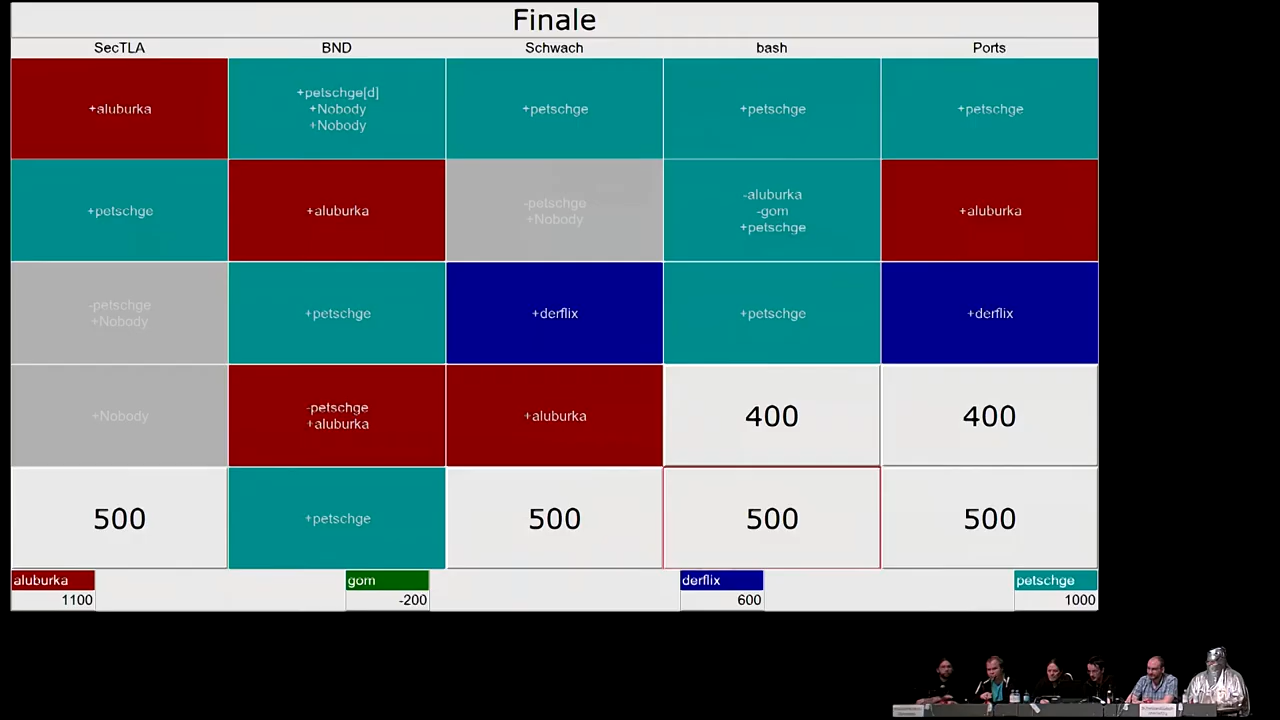 Finale
SecTLA BND Schwach bash Ports
+aluburka
+petschge[d]
+Nobody
+Nobody
+petschge
+petschge
+petschge
+petschge
+aluburka
-petschge
+Nobody
-aluburka
-gom
+petschge
+aluburka
-petschge
+Nobody
+petschge
+derflix
+petschge
+derflix
+Nobody
-petschge
+aluburka
+aluburka
400
400
500
+petschge
500
500
500
aluburka gom derflix petschge
1100 -200 600 1000